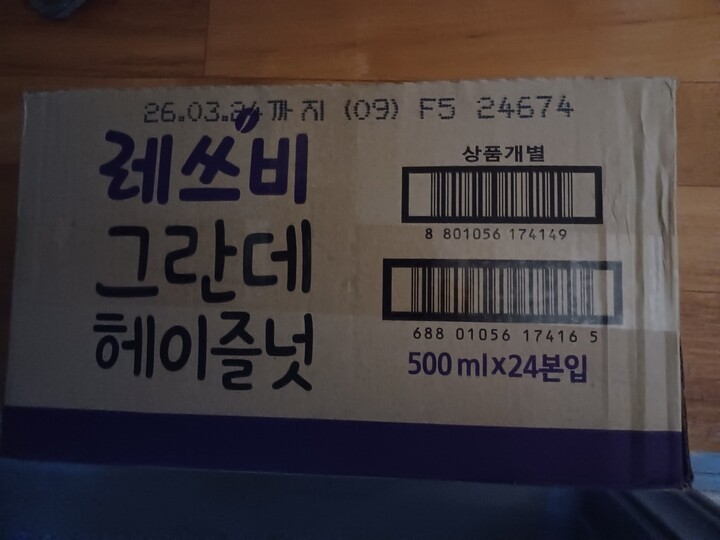 26.03.24까지 (09) F5 24674
레쓰비
그란데
헤이즐넛
상품개별
8 801056 174149
688 01056 17416 5
500 ml x 24본입